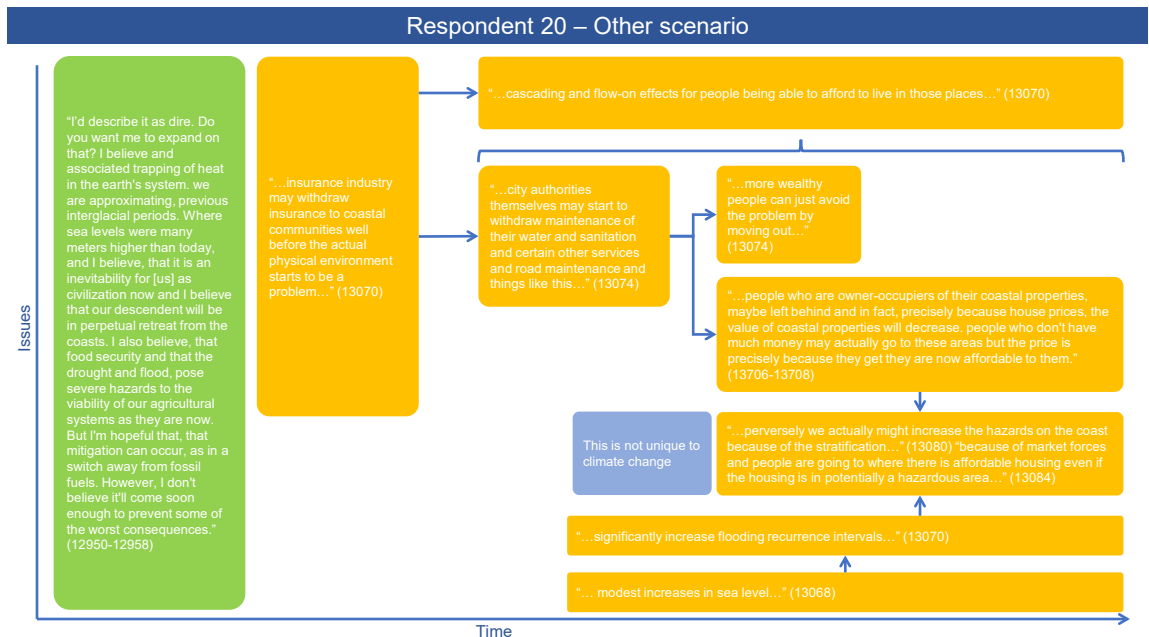 Respondent 20 – Other scenario
Issues
“I’d describe it as dire. Do
you want me to expand on
that? I believe and
associated trapping of heat
in the earth's system. we
are approximating, previous
interglacial periods. Where
sea levels were many
meters higher than today,
and I believe, that it is an
inevitability for [us] as
civilization now and I believe
that our descendent will be
in perpetual retreat from the
coasts. I also believe, that
food security and that the
drought and flood, pose
severe hazards to the
viability of our agricultural
systems as they are now.
But I'm hopeful that, that
mitigation can occur, as in a
switch away from fossil
fuels. However, I don't
believe it'll come soon
enough to prevent some of
the worst consequences.”
(12950-12958)
“…insurance industry
may withdraw
insurance to coastal
communities well
before the actual
physical environment
starts to be a
problem…” (13070)
“…cascading and flow-on effects for people being able to afford to live in those places…” (13070)
“…city authorities
themselves may start to
withdraw maintenance of
their water and sanitation
and certain other services
and road maintenance and
things like this…” (13074)
“…more wealthy
people can just avoid
the problem by
moving out…”
(13074)
“…people who are owner-occupiers of their coastal properties,
maybe left behind and in fact, precisely because house prices, the
value of coastal properties will decrease. people who don't have
much money may actually go to these areas but the price is
precisely because they get they are now affordable to them.”
(13706-13708)
This is not unique to
climate change
“…perversely we actually might increase the hazards on the coast
because of the stratification…” (13080) “because of market forces
and people are going to where there is affordable housing even if
the housing is in potentially a hazardous area…” (13084)
“…significantly increase flooding recurrence intervals…” (13070)
“… modest increases in sea level…” (13068)
Time